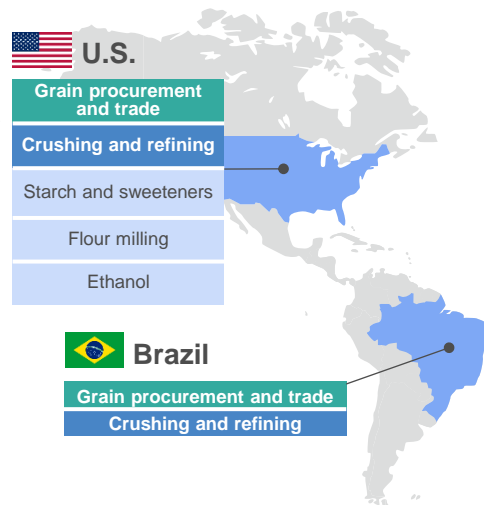 U.S.
Grain procurement
and trade
Crushing and refining
Starch and sweeteners
Flour milling
Ethanol
Brazil
Grain procurement and trade
Crushing and refining